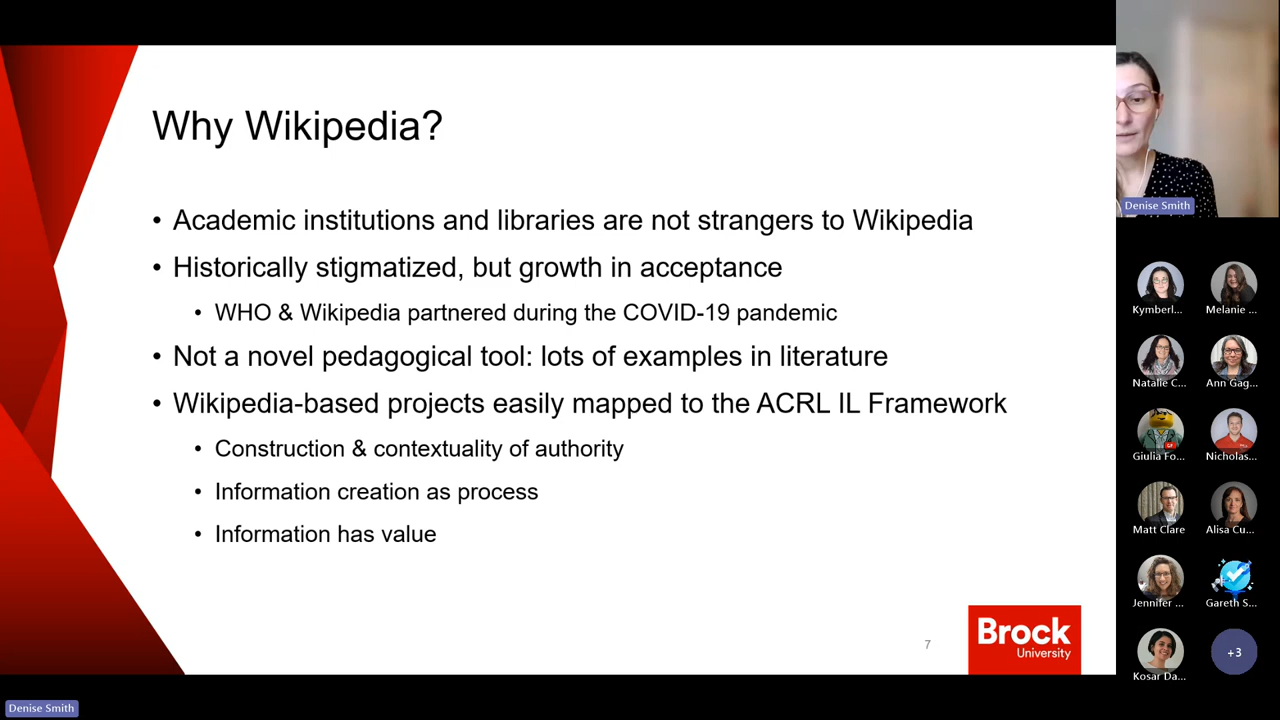 Why Wikipedia?
• Academic institutions and libraries are not strangers to Wikipedia
• Historically stigmatized, but growth in acceptance
• WHO & Wikipedia partnered during the COVID-19 pandemic
• Not a novel pedagogical tool: lots of examples in literature
• Wikipedia-based projects easily mapped to the ACRL IL Framework
• Construction & contextuality of authority
• Information creation as process
• Information has value
7
Brock
University
Denise Smith
Kymberl...
Melanie ...
Natalie C...
Ann Gag...
Giulia Fo...
Nicholas...
Matt Clare
Alisa Cu...
Jennifer ...
Gareth S...
Kosar Da...
+3
Denise Smith